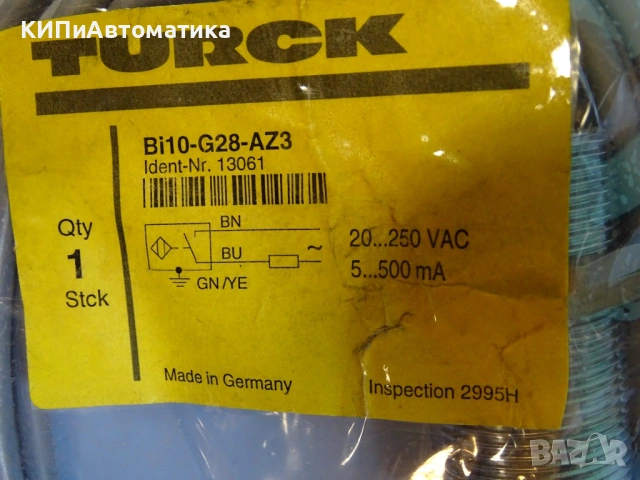 КИПиАвтоматика
TURCK
Bi10-G28-AZ3
Ident-Nr. 13061
BN
BU
~
GN/YE
Qty
1
Stck
20...250 VAC
5...500 mA
Made in Germany
Inspection 2995H
BAZAR